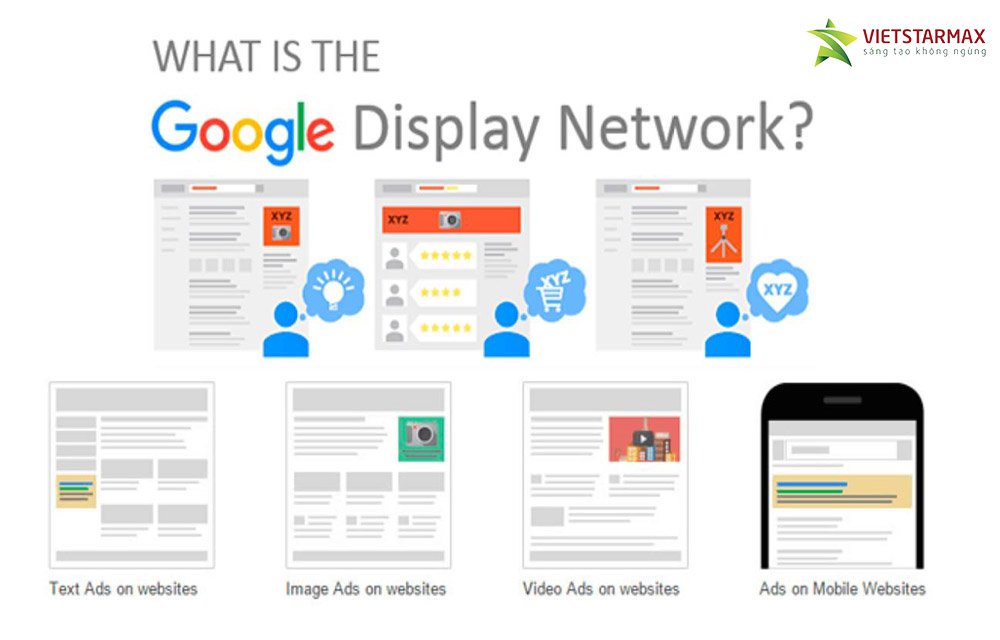 VIETSTARMAX
sáng tạo không ngừng
WHAT IS THE
Google Display Network?
XYZ
XYZ
XYZ
XYZ
XYZ
Text Ads on websites
Image Ads on websites
Video Ads on websites
Ads on Mobile Websites